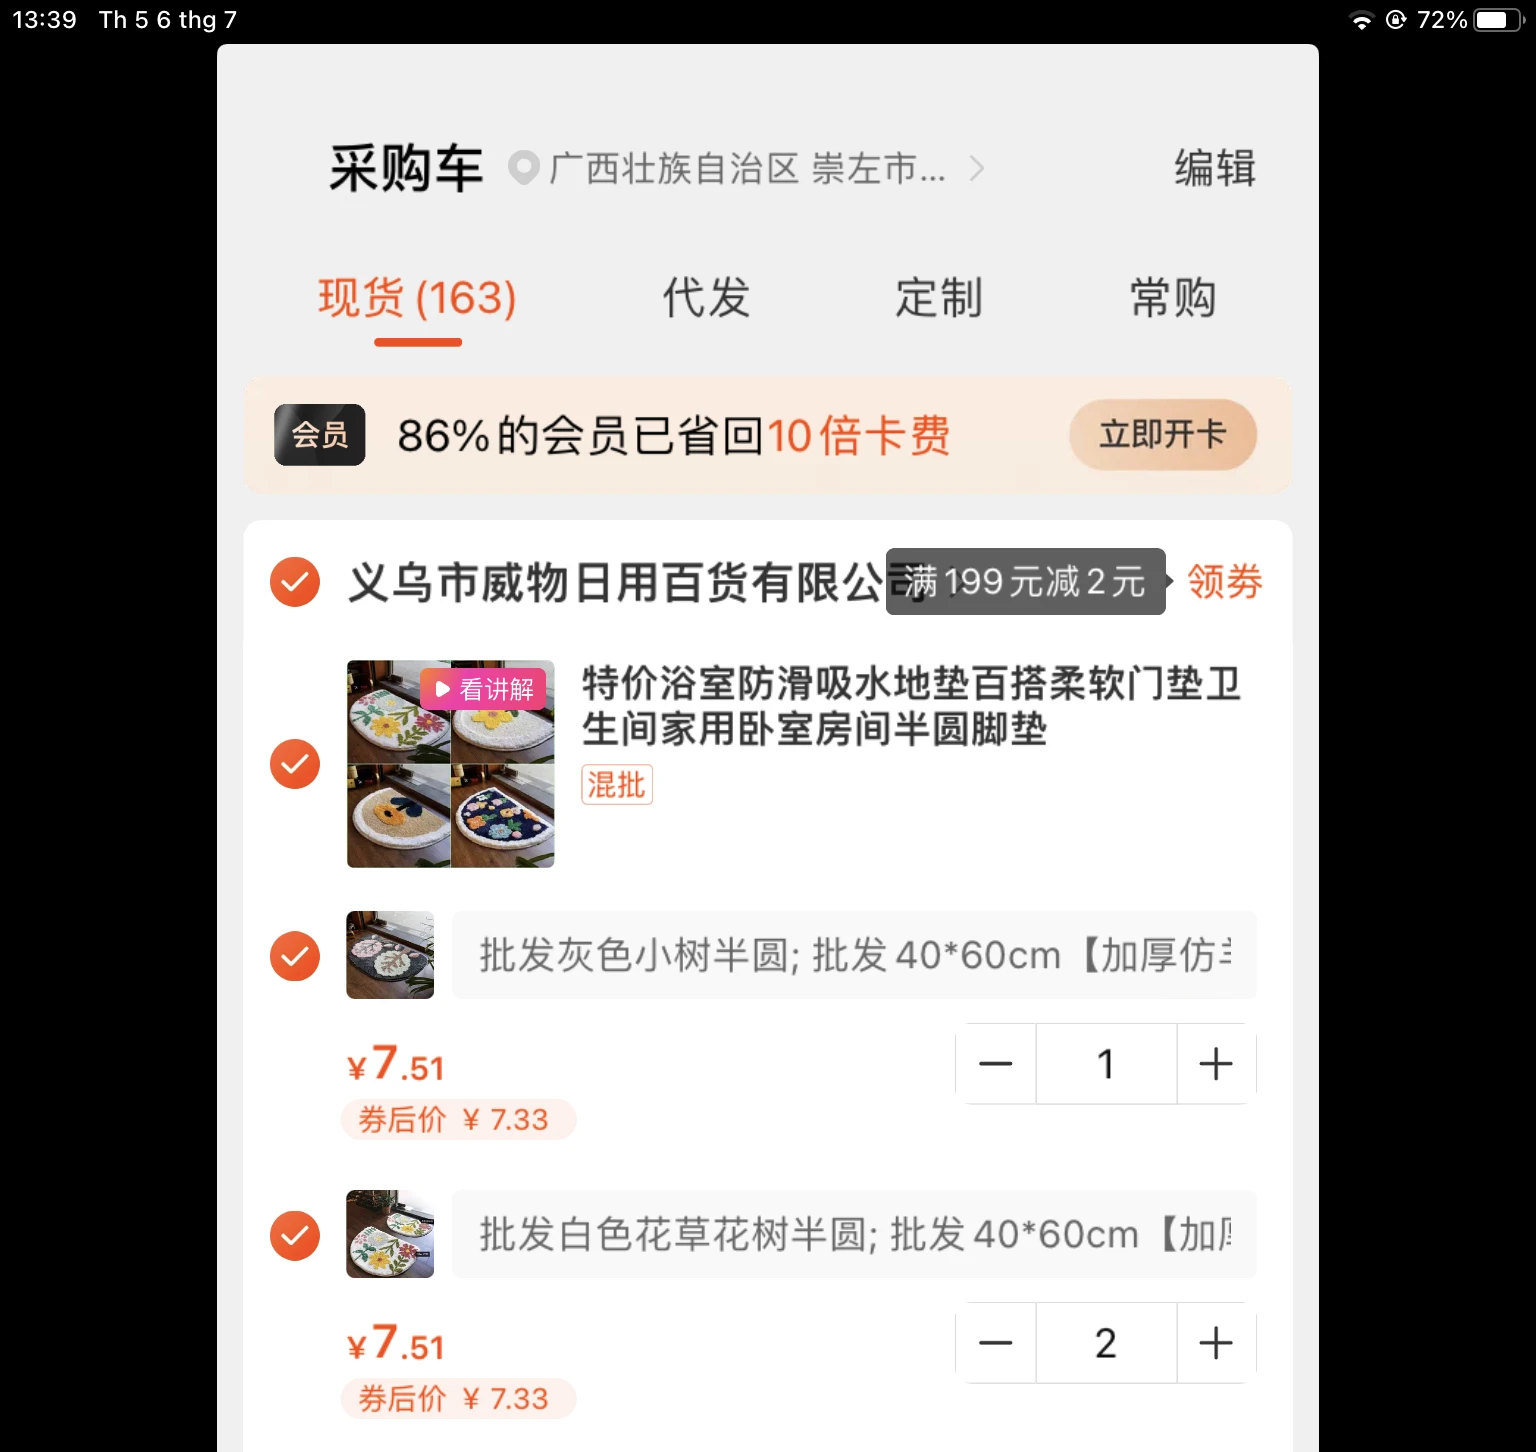 13:39 Th 5 6 thg 7
72%
采购车 广西壮族自治区 崇左市...
编辑
现货 (163)
代发
定制
常购
会员 86%的会员已省回10倍卡费 立即开卡
义乌市威物日用百货有限公司
满199元减2元 领券
看讲解
特价浴室防滑吸水地垫百搭柔软门垫卫
生间家用卧室房间半圆脚垫
混批
批发灰色小树半圆; 批发40*60cm【加厚仿
¥7.51
1
券后价 ¥ 7.33
批发白色花草花树半圆; 批发40*60cm【加
¥7.51
2
券后价 ¥ 7.33